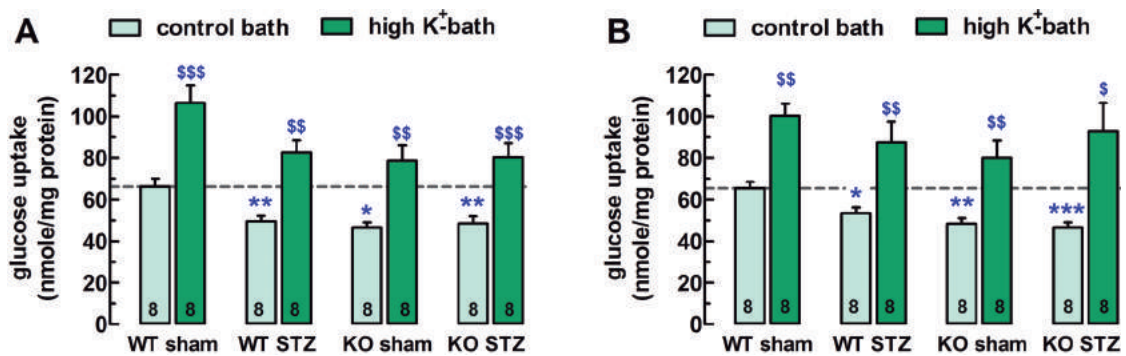 A control bath high K+-bath
$$$
$$
$$
$$$
**
*
**
120
100
80
60
40
20
0
glucose uptake
(nmole/mg protein)
8 8 8 8 8 8 8 8
WT sham WT STZ KO sham KO STZ
B control bath high K+-bath
$$
$$
$$
$
*
**
***
120
100
80
60
40
20
0
glucose uptake
(nmole/mg protein)
8 8 8 8 8 8 8 8
WT sham WT STZ KO sham KO STZ